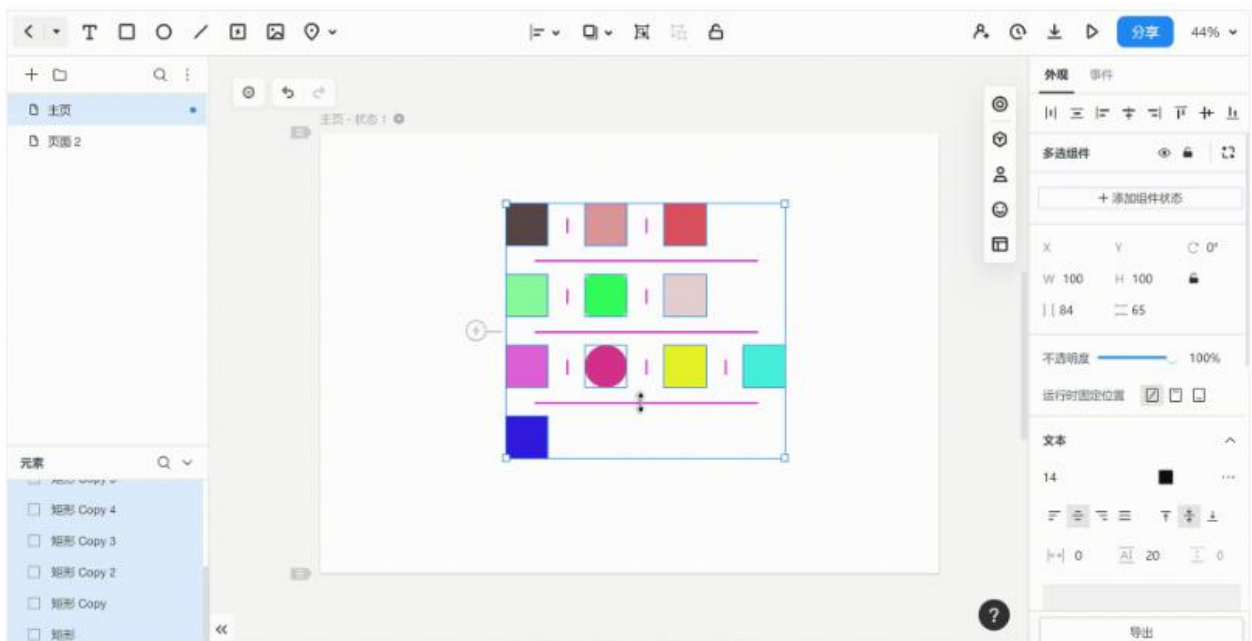 T 分享 44%
+ 外观 事件
主页
主页 - 状态 1
页面 2
多选组件
+ 添加组件状态
X Y 0°
W 100 H 100
84 65
不透明度 100%
运行时固定位置
元素
文本
14
矩形 Copy 4
矩形 Copy 3
矩形 Copy 2
0 AI 20 0
矩形 Copy
矩形
?
导出